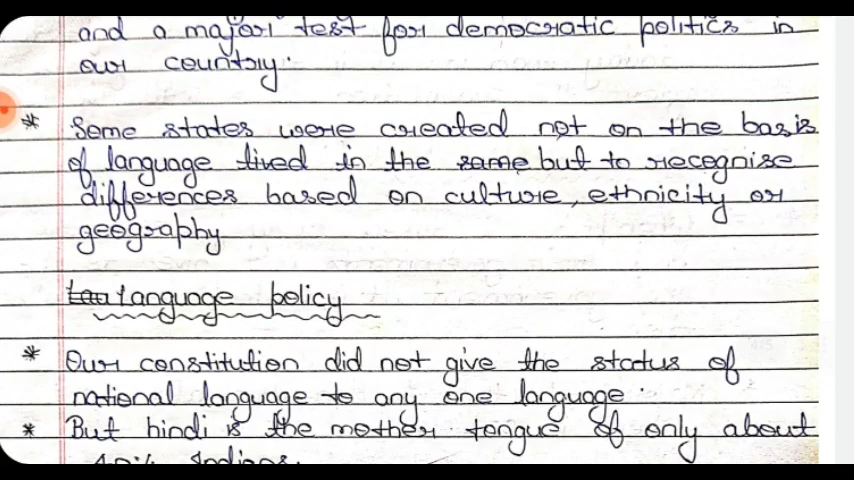 and a major test for democratic politics in
our country.
* Some states were created not on the basis
of language lived in the same but to recognise
differences based on culture, ethnicity or
geography
language policy
* Our constitution did not give the status of
national language to any one language.
* But hindi is the mother tongue of only about
40% Indians.